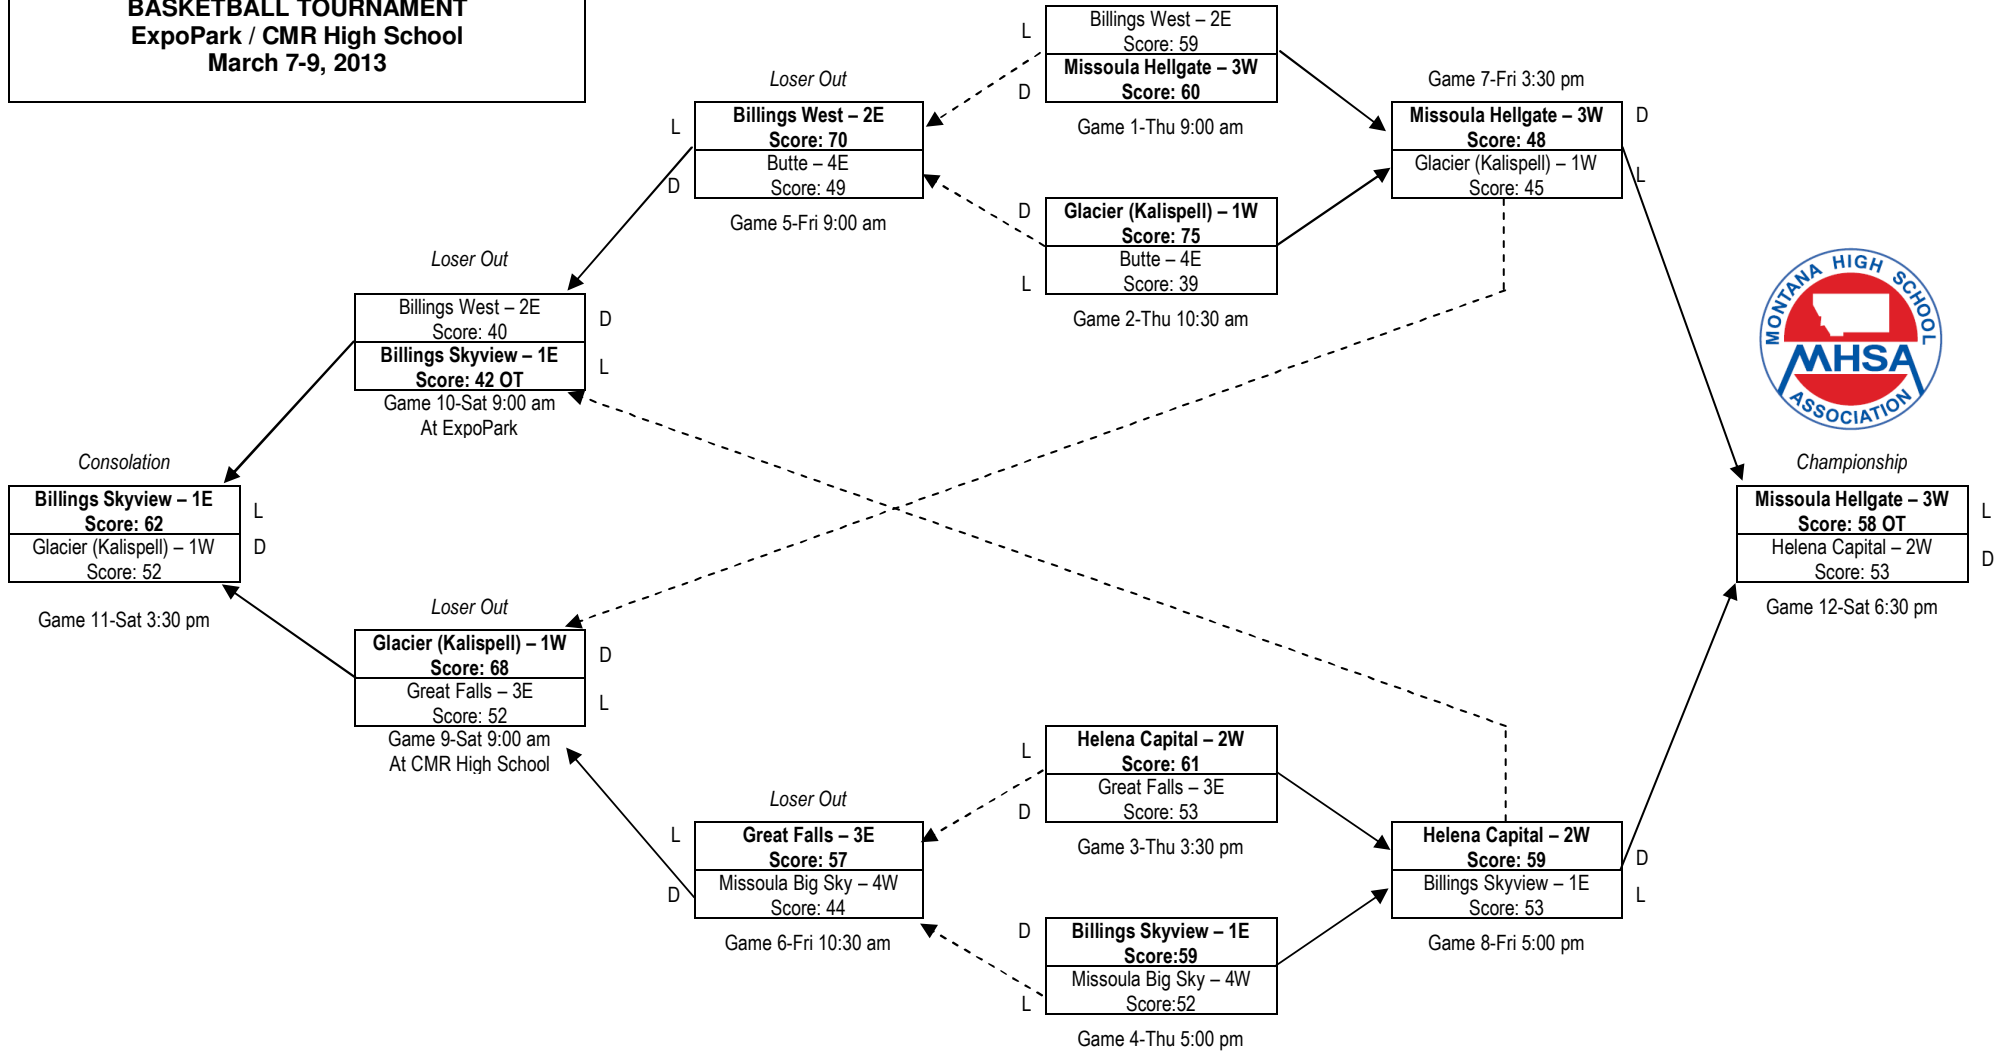 BASKETBALL TOURNAMENT
ExpoPark / CMR High School
March 7-9, 2013
L
Billings West – 2E
Score: 59
D
Missoula Hellgate – 3W
Score: 60
Game 1-Thu 9:00 am
D
Glacier (Kalispell) – 1W
Score: 75
L
Butte – 4E
Score: 39
Game 2-Thu 10:30 am
Loser Out
L
Billings West – 2E
Score: 70
D
Butte – 4E
Score: 49
Game 5-Fri 9:00 am
Game 7-Fri 3:30 pm
Missoula Hellgate – 3W
Score: 48
D
Glacier (Kalispell) – 1W
Score: 45
L
Loser Out
Billings West – 2E
Score: 40
D
Billings Skyview – 1E
Score: 42 OT
L
Game 10-Sat 9:00 am
At ExpoPark
MONTANA HIGH SCHOOL
MHSA
ASSOCIATION
Consolation
Billings Skyview – 1E
Score: 62
L
Glacier (Kalispell) – 1W
Score: 52
D
Game 11-Sat 3:30 pm
Championship
Missoula Hellgate – 3W
Score: 58 OT
L
Helena Capital – 2W
Score: 53
D
Game 12-Sat 6:30 pm
Loser Out
Glacier (Kalispell) – 1W
Score: 68
D
Great Falls – 3E
Score: 52
L
Game 9-Sat 9:00 am
At CMR High School
L
Helena Capital – 2W
Score: 61
D
Great Falls – 3E
Score: 53
Game 3-Thu 3:30 pm
Loser Out
L
Great Falls – 3E
Score: 57
D
Missoula Big Sky – 4W
Score: 44
Game 6-Fri 10:30 am
Helena Capital – 2W
Score: 59
D
Billings Skyview – 1E
Score: 53
L
Game 8-Fri 5:00 pm
D
Billings Skyview – 1E
Score:59
L
Missoula Big Sky – 4W
Score:52
Game 4-Thu 5:00 pm